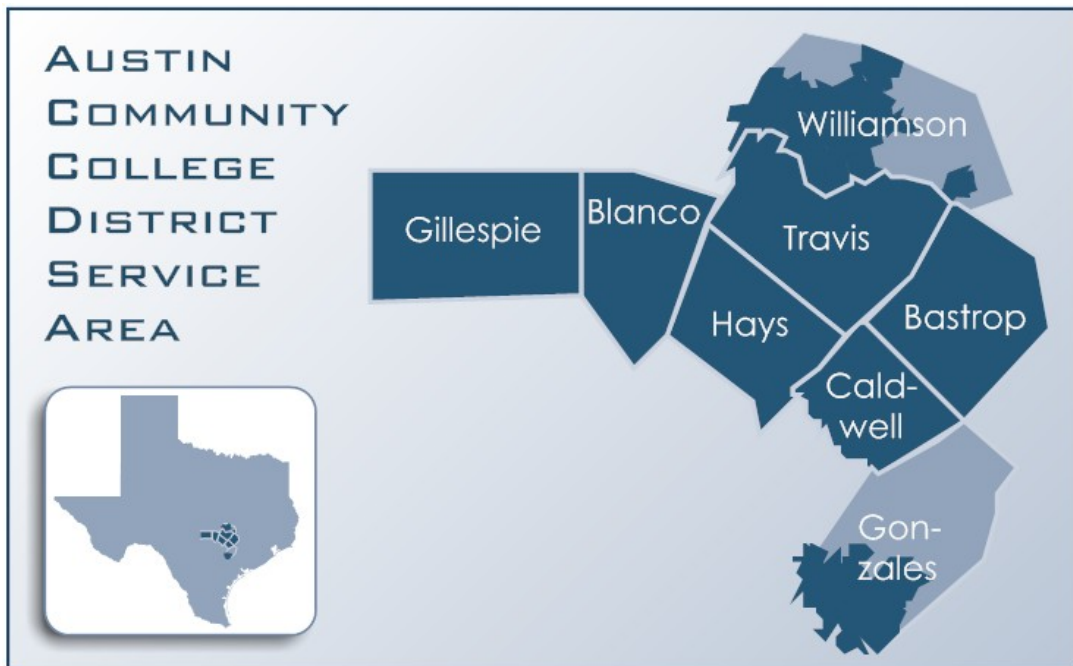 AUSTIN
COMMUNITY
COLLEGE
DISTRICT
SERVICE
AREA
Williamson
Gillespie
Blanco
Travis
Hays
Bastrop
Cald-
well
Gon-
zales